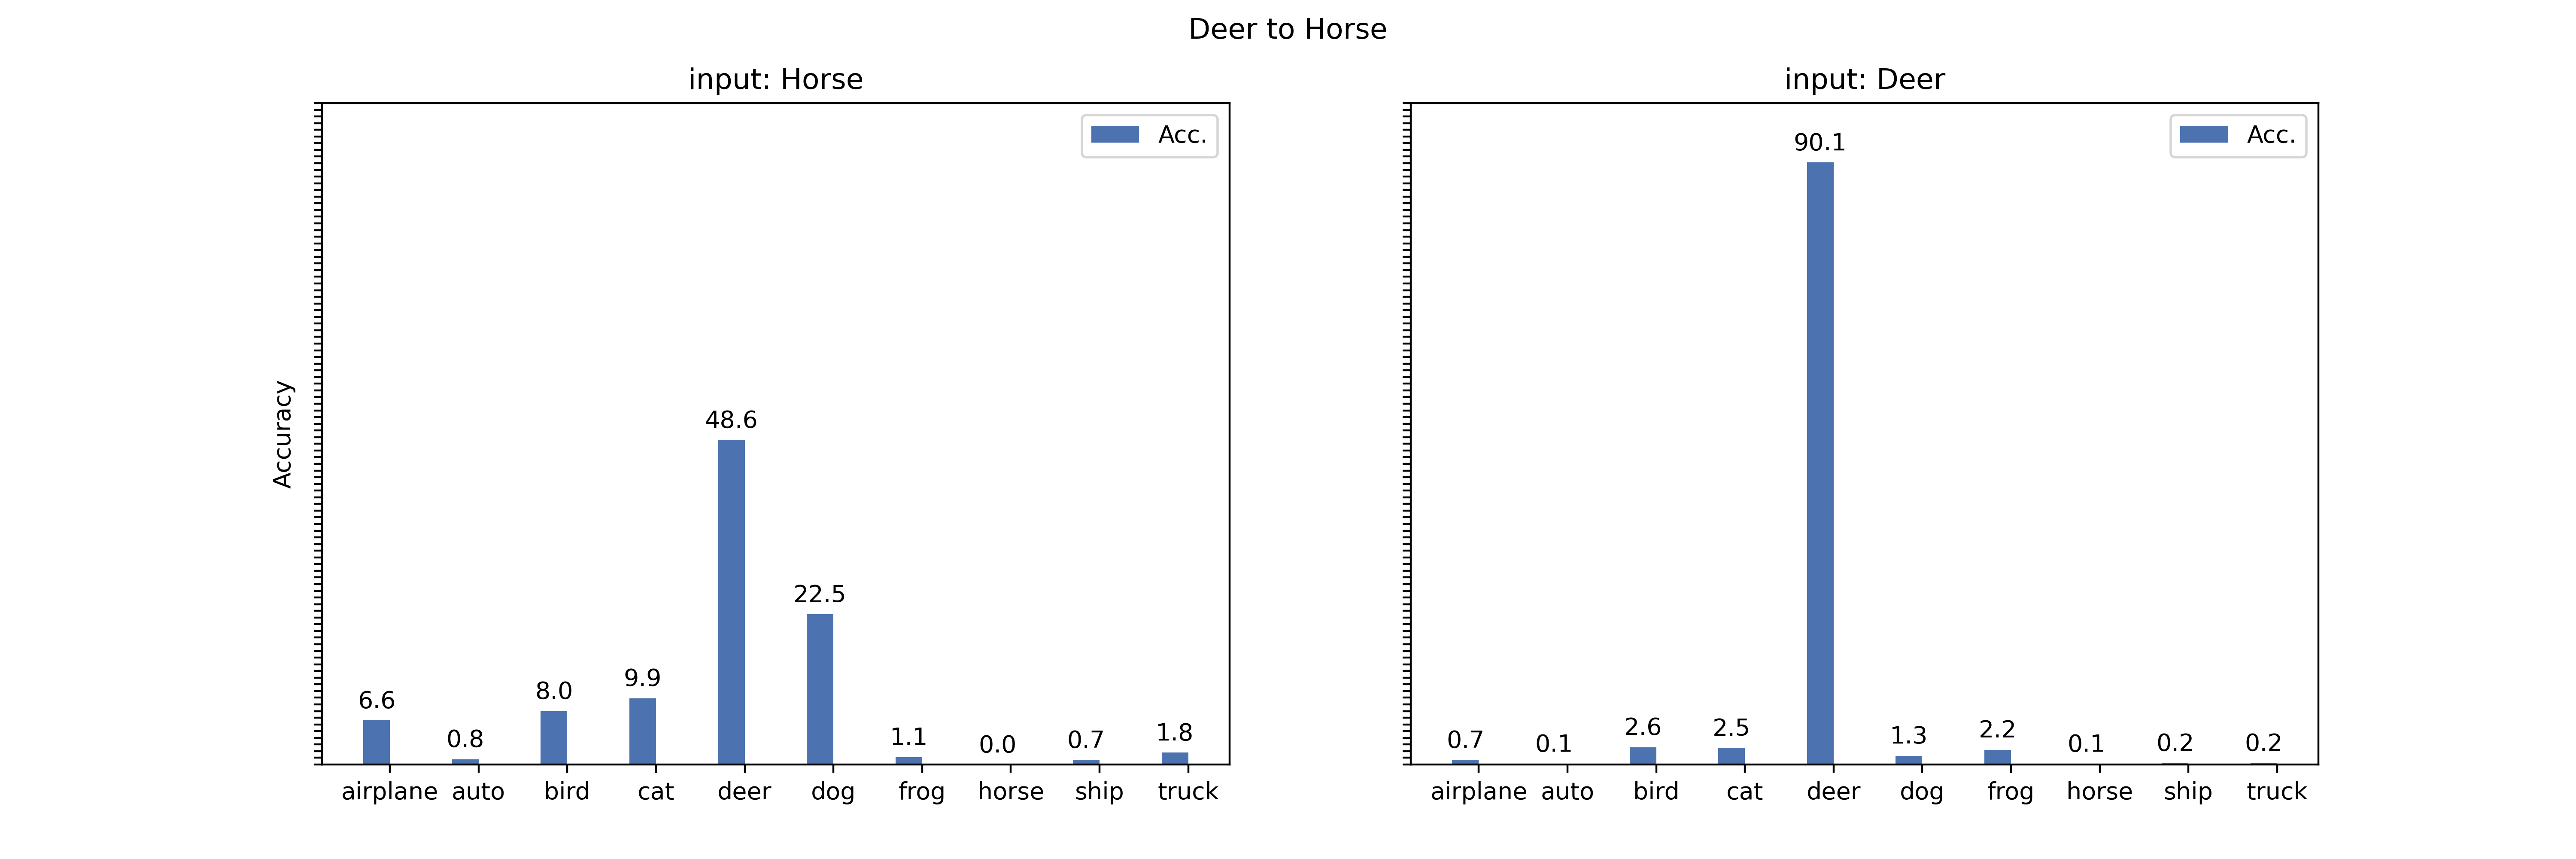 Deer to Horse
input: Horse
Acc.
Accuracy
6.6
0.8
8.0
9.9
48.6
22.5
1.1
0.0
0.7
1.8
airplane auto bird cat deer dog frog horse ship truck
input: Deer
Acc.
0.7
0.1
2.6
2.5
90.1
1.3
2.2
0.1
0.2
0.2
airplane auto bird cat deer dog frog horse ship truck